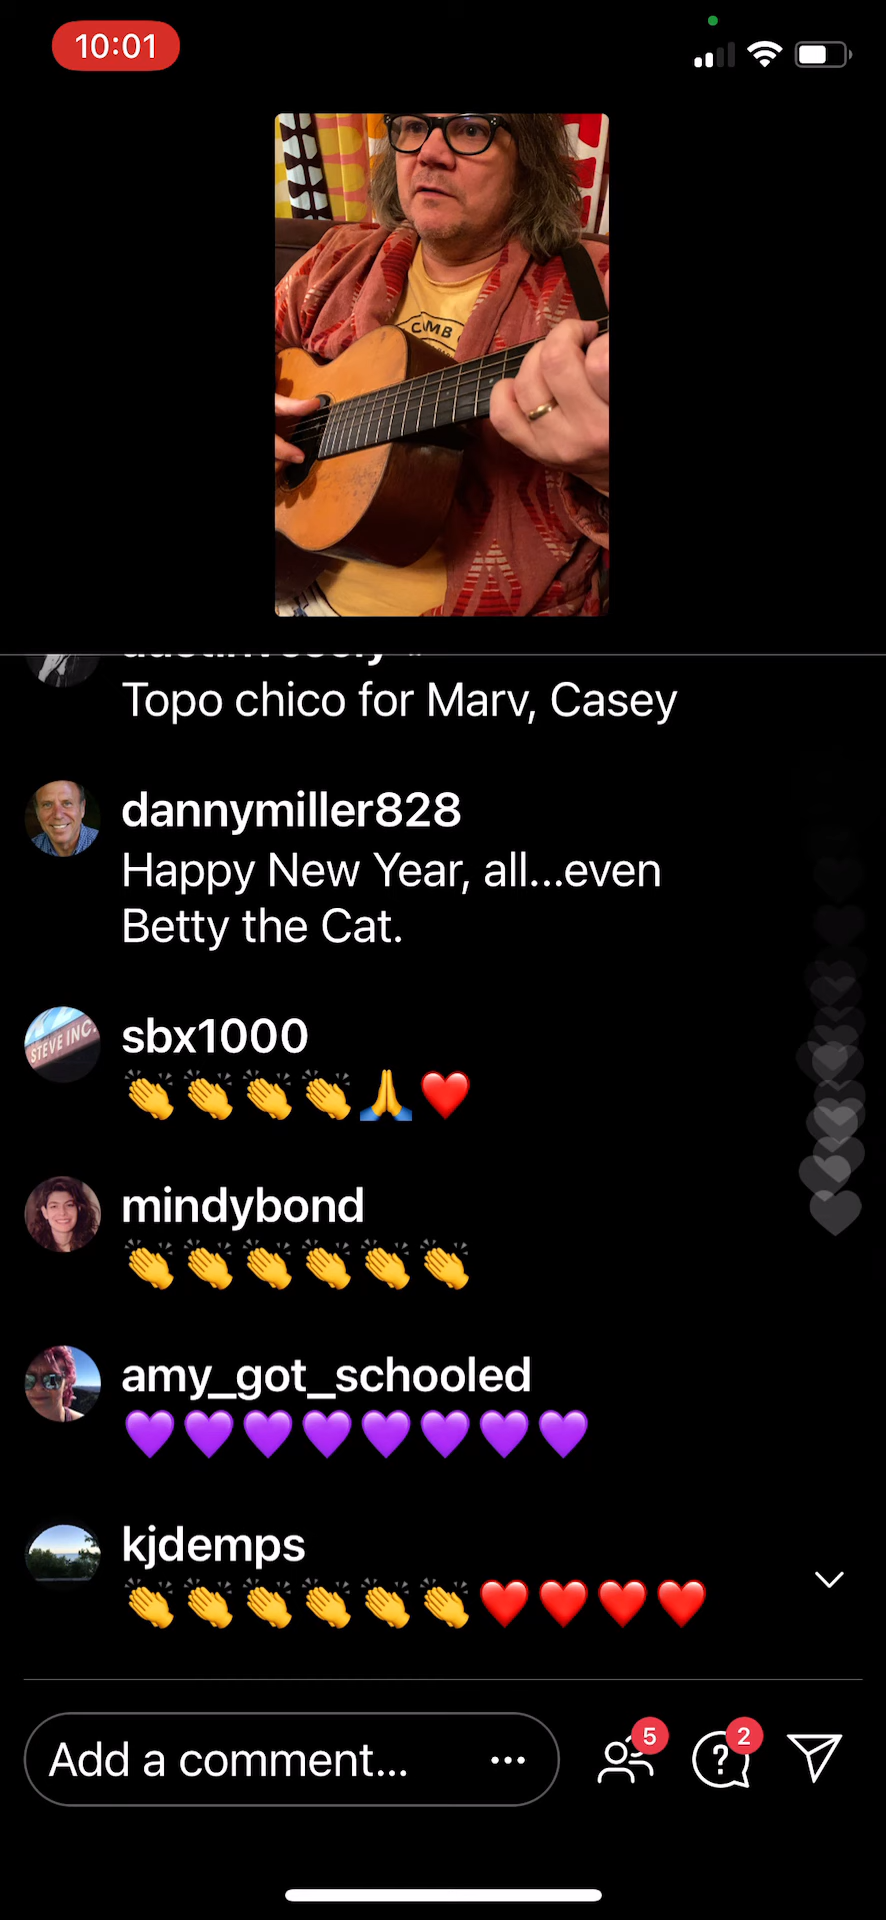 10:01
CAMB
Topo chico for Marv, Casey
dannymiller828
Happy New Year, all...even
Betty the Cat.
STEVE INC.
sbx1000
👏👏👏👏🙏❤️
mindybond
👏👏👏👏👏👏
amy_got_schooled
💜💜💜💜💜💜💜💜
kjdemps
👏👏👏👏👏👏❤️❤️❤️❤️
Add a comment...
5
2